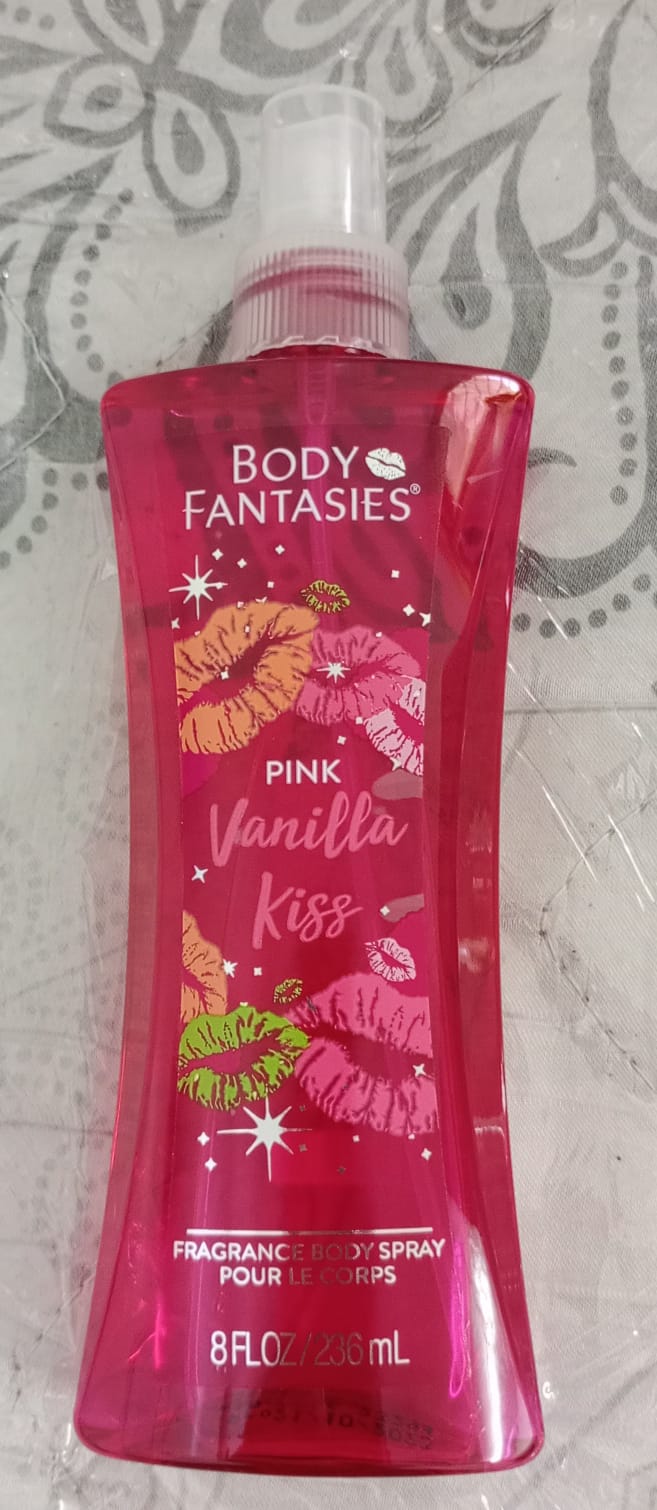 BODY
FANTASIES®
PINK
Vanilla
Kiss
FRAGRANCE BODY SPRAY
POUR LE CORPS
8 FL OZ / 236 mL